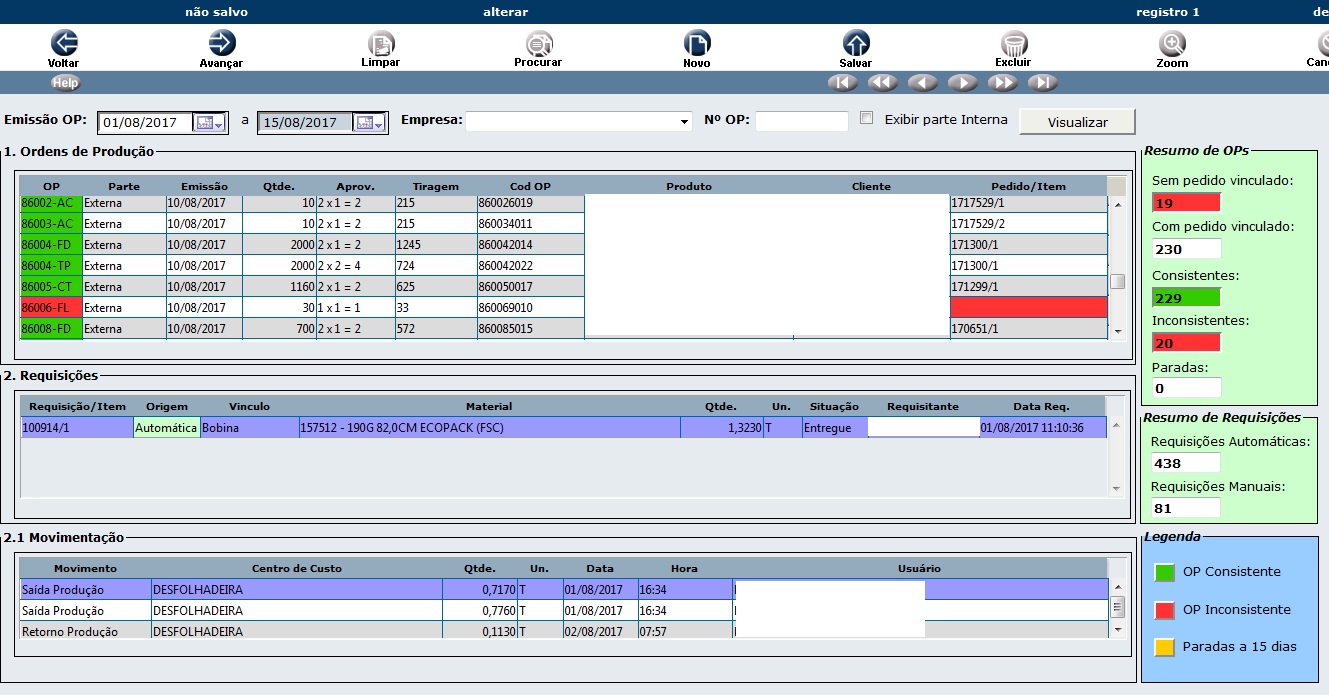 não salvo alterar registro 1 de
Voltar Avançar Limpar Procurar Novo Salvar Excluir Zoom Can
Help
Emissão OP: 01/08/2017 a 15/08/2017 Empresa: Nº OP: Exibir parte Interna Visualizar
1. Ordens de Produção
OP Parte Emissão Qtde. Aprov. Tiragem Cod OP Produto Cliente Pedido/Item
86002-AC Externa 10/08/2017 10 2 x 1 = 2 215 860026019 1717529/1
86003-AC Externa 10/08/2017 10 2 x 1 = 2 215 860034011 1717529/2
86004-FD Externa 10/08/2017 2000 2 x 1 = 2 1245 860042014 171300/1
86004-TP Externa 10/08/2017 2000 2 x 2 = 4 724 860042022 171300/1
86005-CT Externa 10/08/2017 1160 2 x 1 = 2 625 860050017 171299/1
86006-FL Externa 10/08/2017 30 1 x 1 = 1 33 860069010
86008-FD Externa 10/08/2017 700 2 x 1 = 2 572 860085015 170651/1
2. Requisições
Requisição/Item Origem Vinculo Material Qtde. Un. Situação Requisitante Data Req.
100914/1 Automática Bobina 157512 - 190G 82,0CM ECOPACK (FSC) 1,3230 T Entregue 01/08/2017 11:10:36
2.1 Movimentação
Movimento Centro de Custo Qtde. Un. Data Hora Usuário
Saída Produção DESFOLHADEIRA 0,7170 T 01/08/2017 16:34
Saída Produção DESFOLHADEIRA 0,7760 T 01/08/2017 16:34
Retorno Produção DESFOLHADEIRA 0,1130 T 02/08/2017 07:57
Resumo de OPs
Sem pedido vinculado:
19
Com pedido vinculado:
230
Consistentes:
229
Inconsistentes:
20
Paradas:
0
Resumo de Requisições
Requisições Automáticas:
438
Requisições Manuais:
81
Legenda
OP Consistente
OP Inconsistente
Paradas a 15 dias